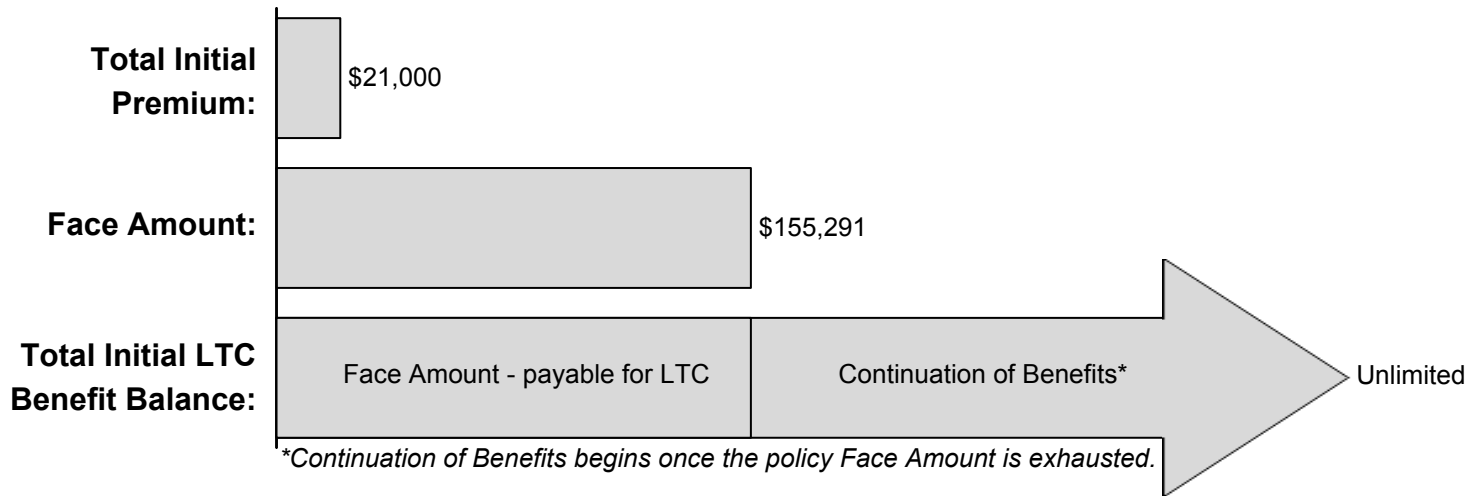 Total Initial
Premium:
$21,000
Face Amount:
$155,291
Total Initial LTC
Benefit Balance:
Face Amount - payable for LTC
Continuation of Benefits*
Unlimited
*Continuation of Benefits begins once the policy Face Amount is exhausted.